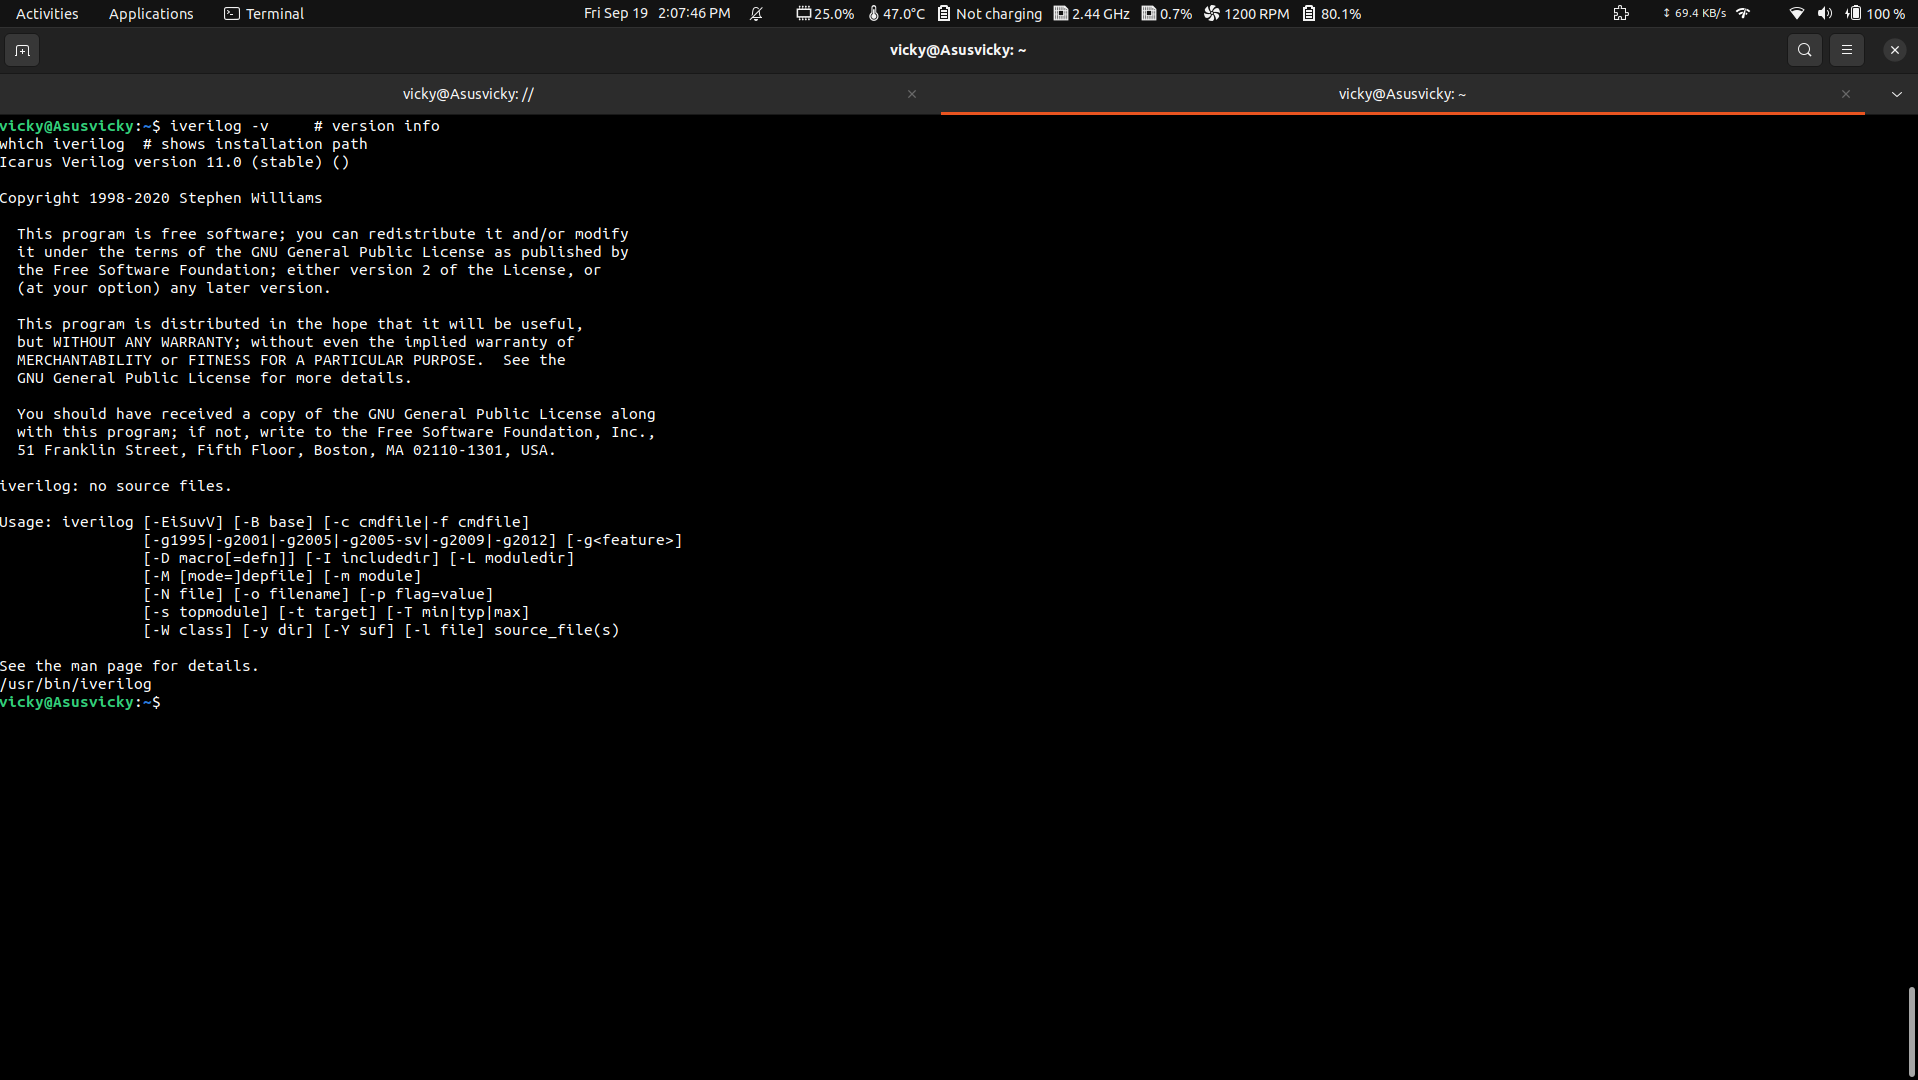 Activities Applications Terminal Fri Sep 19 2:07:46 PM 25.0% 47.0°C Not charging 2.44 GHz 0.7% 1200 RPM 80.1% ↕ 69.4 KB/s 100 %
vicky@Asusvicky: ~
vicky@Asusvicky: // vicky@Asusvicky: ~
vicky@Asusvicky:~$ iverilog -v     # version info
which iverilog  # shows installation path
Icarus Verilog version 11.0 (stable) ()
Copyright 1998-2020 Stephen Williams
  This program is free software; you can redistribute it and/or modify
  it under the terms of the GNU General Public License as published by
  the Free Software Foundation; either version 2 of the License, or
  (at your option) any later version.
  This program is distributed in the hope that it will be useful,
  but WITHOUT ANY WARRANTY; without even the implied warranty of
  MERCHANTABILITY or FITNESS FOR A PARTICULAR PURPOSE.  See the
  GNU General Public License for more details.
  You should have received a copy of the GNU General Public License along
  with this program; if not, write to the Free Software Foundation, Inc.,
  51 Franklin Street, Fifth Floor, Boston, MA 02110-1301, USA.
iverilog: no source files.
Usage: iverilog [-EiSuvV] [-B base] [-c cmdfile|-f cmdfile]
                [-g1995|-g2001|-g2005|-g2005-sv|-g2009|-g2012] [-g<feature>]
                [-D macro[=defn]] [-I includedir] [-L moduledir]
                [-M [mode=]depfile] [-m module]
                [-N file] [-o filename] [-p flag=value]
                [-s topmodule] [-t target] [-T min|typ|max]
                [-W class] [-y dir] [-Y suf] [-l file] source_file(s)
See the man page for details.
/usr/bin/iverilog
vicky@Asusvicky:~$